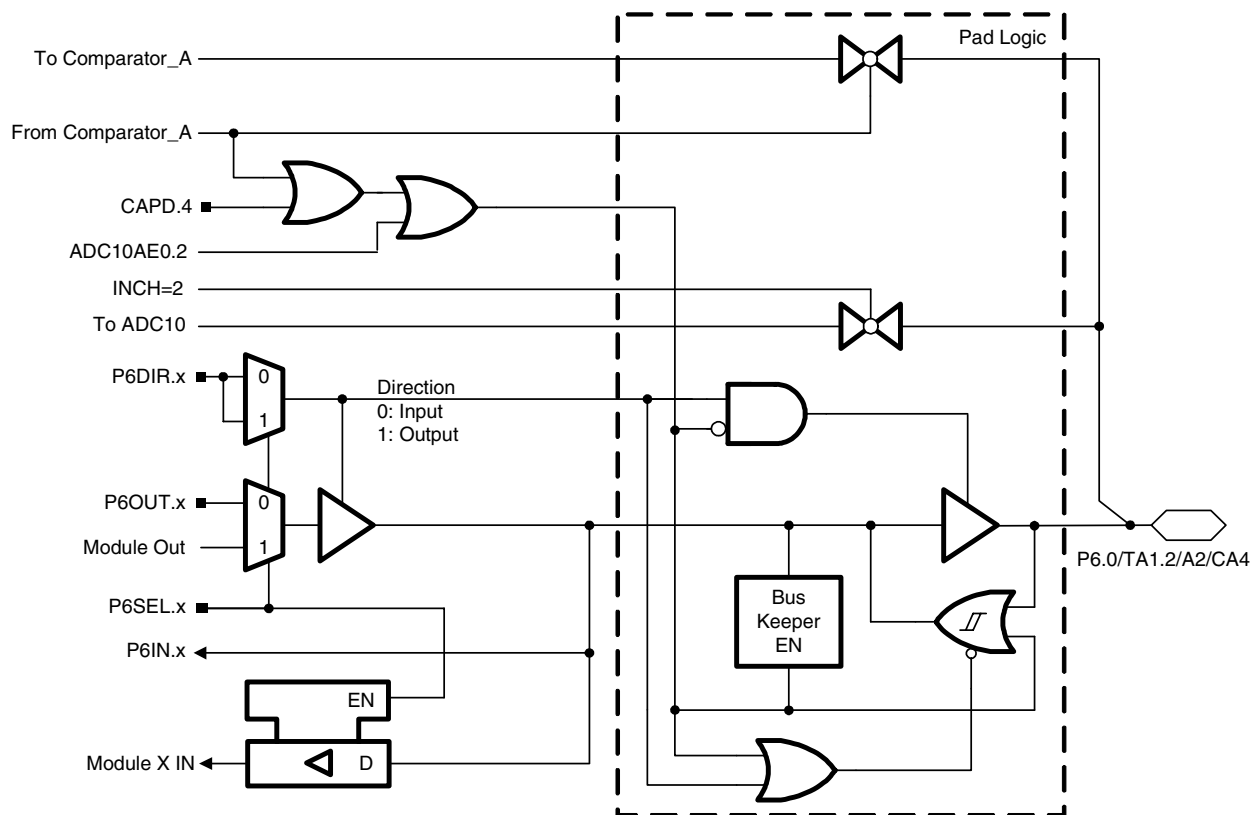 Pad Logic
To Comparator_A
From Comparator_A
CAPD.4
ADC10AE0.2
INCH=2
To ADC10
P6DIR.x
0
1
Direction
0: Input
1: Output
P6OUT.x
0
Module Out
1
P6.0/TA1.2/A2/CA4
P6SEL.x
Bus
Keeper
EN
P6IN.x
EN
Module X IN
D